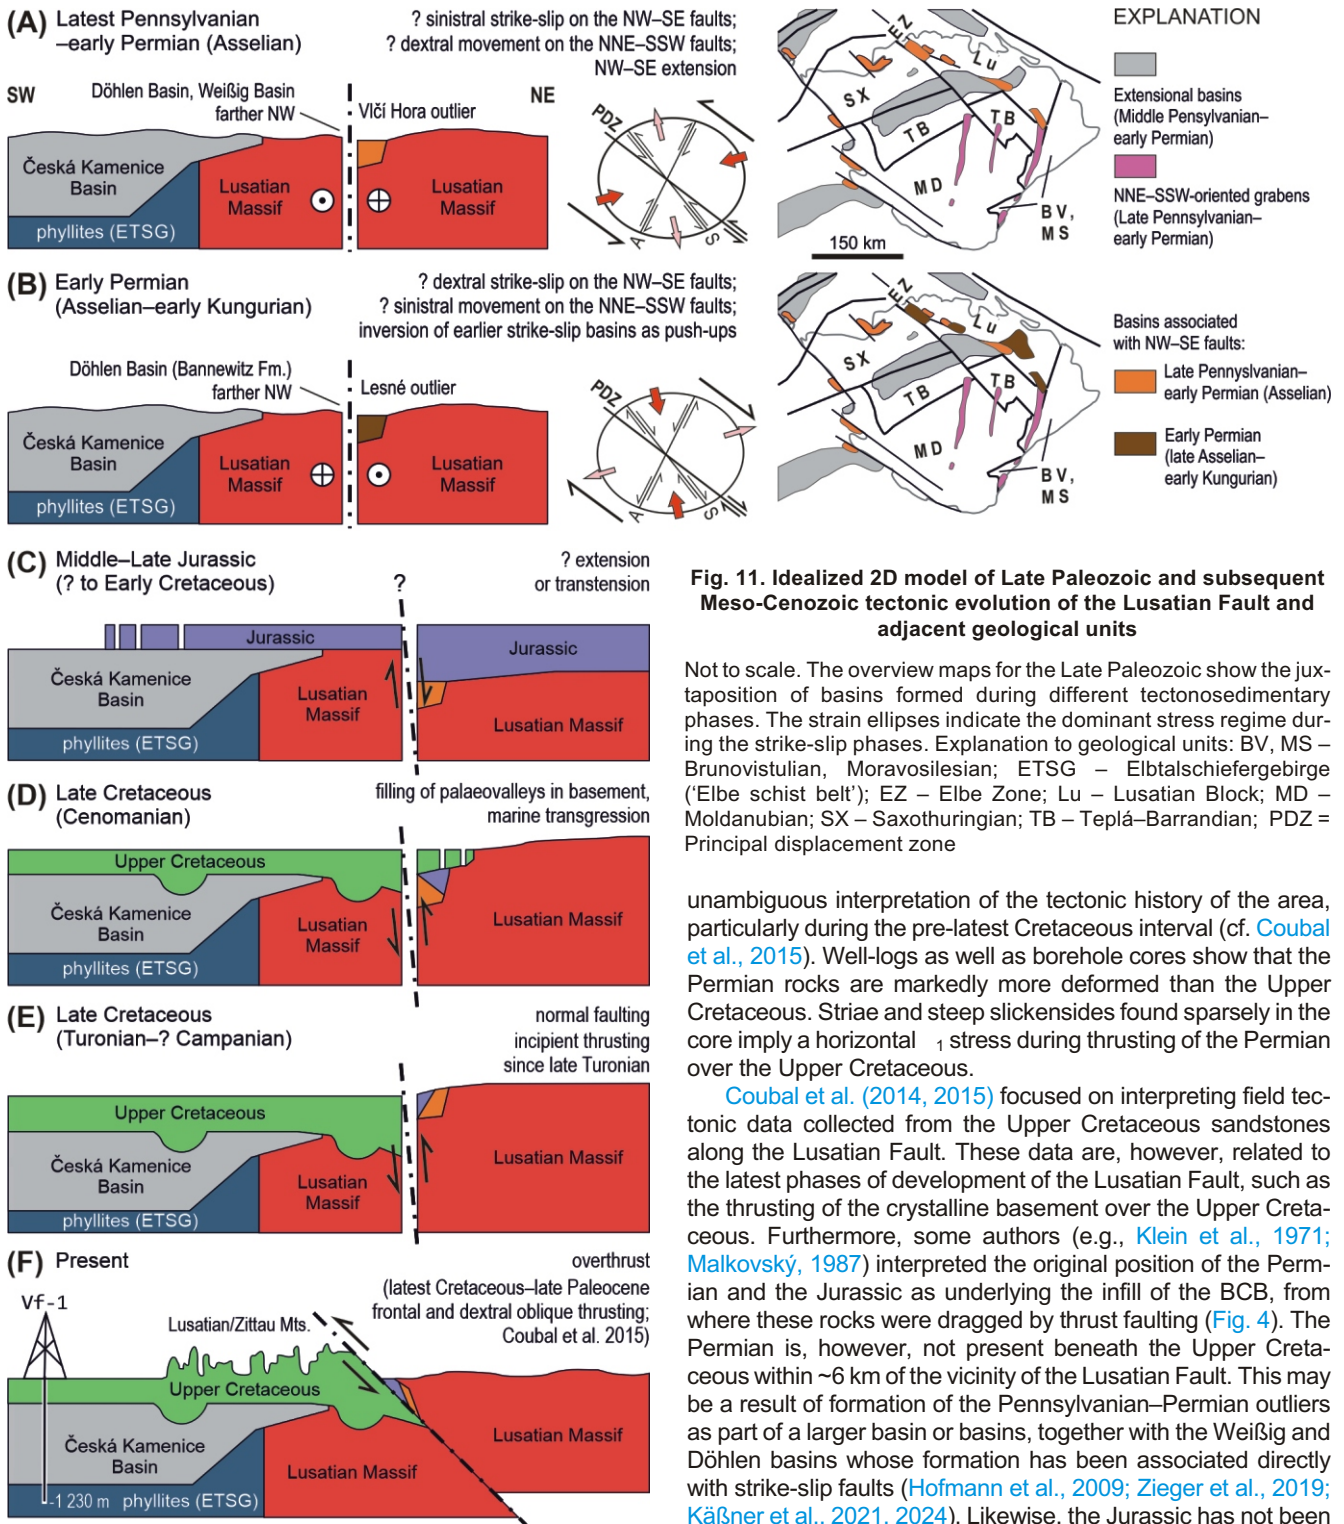 (A) Latest Pennsylvanian
–early Permian (Asselian)
? sinistral strike-slip on the NW–SE faults;
? dextral movement on the NNE–SSW faults;
NW–SE extension
SW
Döhlen Basin, Weißig Basin
farther NW
Vlčí Hora outlier
NE
Česká Kamenice
Basin
Lusatian
Massif
Lusatian
Massif
phyllites (ETSG)
PDZ
A
S
EZ
Lu
SX
TB
TB
MD
BV,
MS
150 km
EXPLANATION
Extensional basins
(Middle Pensylvanian–
early Permian)
NNE–SSW-oriented grabens
(Late Pennsylvanian–
early Permian)
(B) Early Permian
(Asselian–early Kungurian)
? dextral strike-slip on the NW–SE faults;
? sinistral movement on the NNE–SSW faults;
inversion of earlier strike-slip basins as push-ups
Döhlen Basin (Bannewitz Fm.)
farther NW
Lesné outlier
Česká Kamenice
Basin
Lusatian
Massif
Lusatian
Massif
phyllites (ETSG)
PDZ
A
S
EZ
Lu
SX
TB
TB
MD
BV,
MS
Basins associated
with NW–SE faults:
Late Pennyslvanian–
early Permian (Asselian)
Early Permian
(late Asselian–
early Kungurian)
(C) Middle–Late Jurassic
(? to Early Cretaceous)
? extension
or transtension
?
Jurassic
Jurassic
Česká Kamenice
Basin
Lusatian
Massif
Lusatian Massif
phyllites (ETSG)
(D) Late Cretaceous
(Cenomanian)
filling of palaeovalleys in basement,
marine transgression
Upper Cretaceous
Česká Kamenice
Basin
Lusatian
Massif
Lusatian Massif
phyllites (ETSG)
(E) Late Cretaceous
(Turonian–? Campanian)
normal faulting
incipient thrusting
since late Turonian
Upper Cretaceous
Česká Kamenice
Basin
Lusatian
Massif
Lusatian Massif
phyllites (ETSG)
(F) Present
overthrust
(latest Cretaceous–late Paleocene
frontal and dextral oblique thrusting;
Coubal et al. 2015)
Vf-1
Lusatian/Zittau Mts.
Upper Cretaceous
Česká Kamenice
Basin
Lusatian Massif
Lusatian Massif
-1 230 m phyllites (ETSG)
Fig. 11. Idealized 2D model of Late Paleozoic and subsequent
Meso-Cenozoic tectonic evolution of the Lusatian Fault and
adjacent geological units
Not to scale. The overview maps for the Late Paleozoic show the jux-
taposition of basins formed during different tectonosedimentary
phases. The strain ellipses indicate the dominant stress regime dur-
ing the strike-slip phases. Explanation to geological units: BV, MS –
Brunovistulian, Moravosilesian; ETSG – Elbtalschiefergebirge
(‘Elbe schist belt’); EZ – Elbe Zone; Lu – Lusatian Block; MD –
Moldanubian; SX – Saxothuringian; TB – Teplá–Barrandian; PDZ =
Principal displacement zone
unambiguous interpretation of the tectonic history of the area,
particularly during the pre-latest Cretaceous interval (cf. Coubal
et al., 2015). Well-logs as well as borehole cores show that the
Permian rocks are markedly more deformed than the Upper
Cretaceous. Striae and steep slickensides found sparsely in the
core imply a horizontal 1 stress during thrusting of the Permian
over the Upper Cretaceous.
Coubal et al. (2014, 2015) focused on interpreting field tec-
tonic data collected from the Upper Cretaceous sandstones
along the Lusatian Fault. These data are, however, related to
the latest phases of development of the Lusatian Fault, such as
the thrusting of the crystalline basement over the Upper Creta-
ceous. Furthermore, some authors (e.g., Klein et al., 1971;
Malkovský, 1987) interpreted the original position of the Perm-
ian and the Jurassic as underlying the infill of the BCB, from
where these rocks were dragged by thrust faulting (Fig. 4). The
Permian is, however, not present beneath the Upper Creta-
ceous within ~6 km of the vicinity of the Lusatian Fault. This may
be a result of formation of the Pennsylvanian–Permian outliers
as part of a larger basin or basins, together with the Weißig and
Döhlen basins whose formation has been associated directly
with strike-slip faults (Hofmann et al., 2009; Zieger et al., 2019;
Käßner et al., 2021, 2024). Likewise, the Jurassic has not been